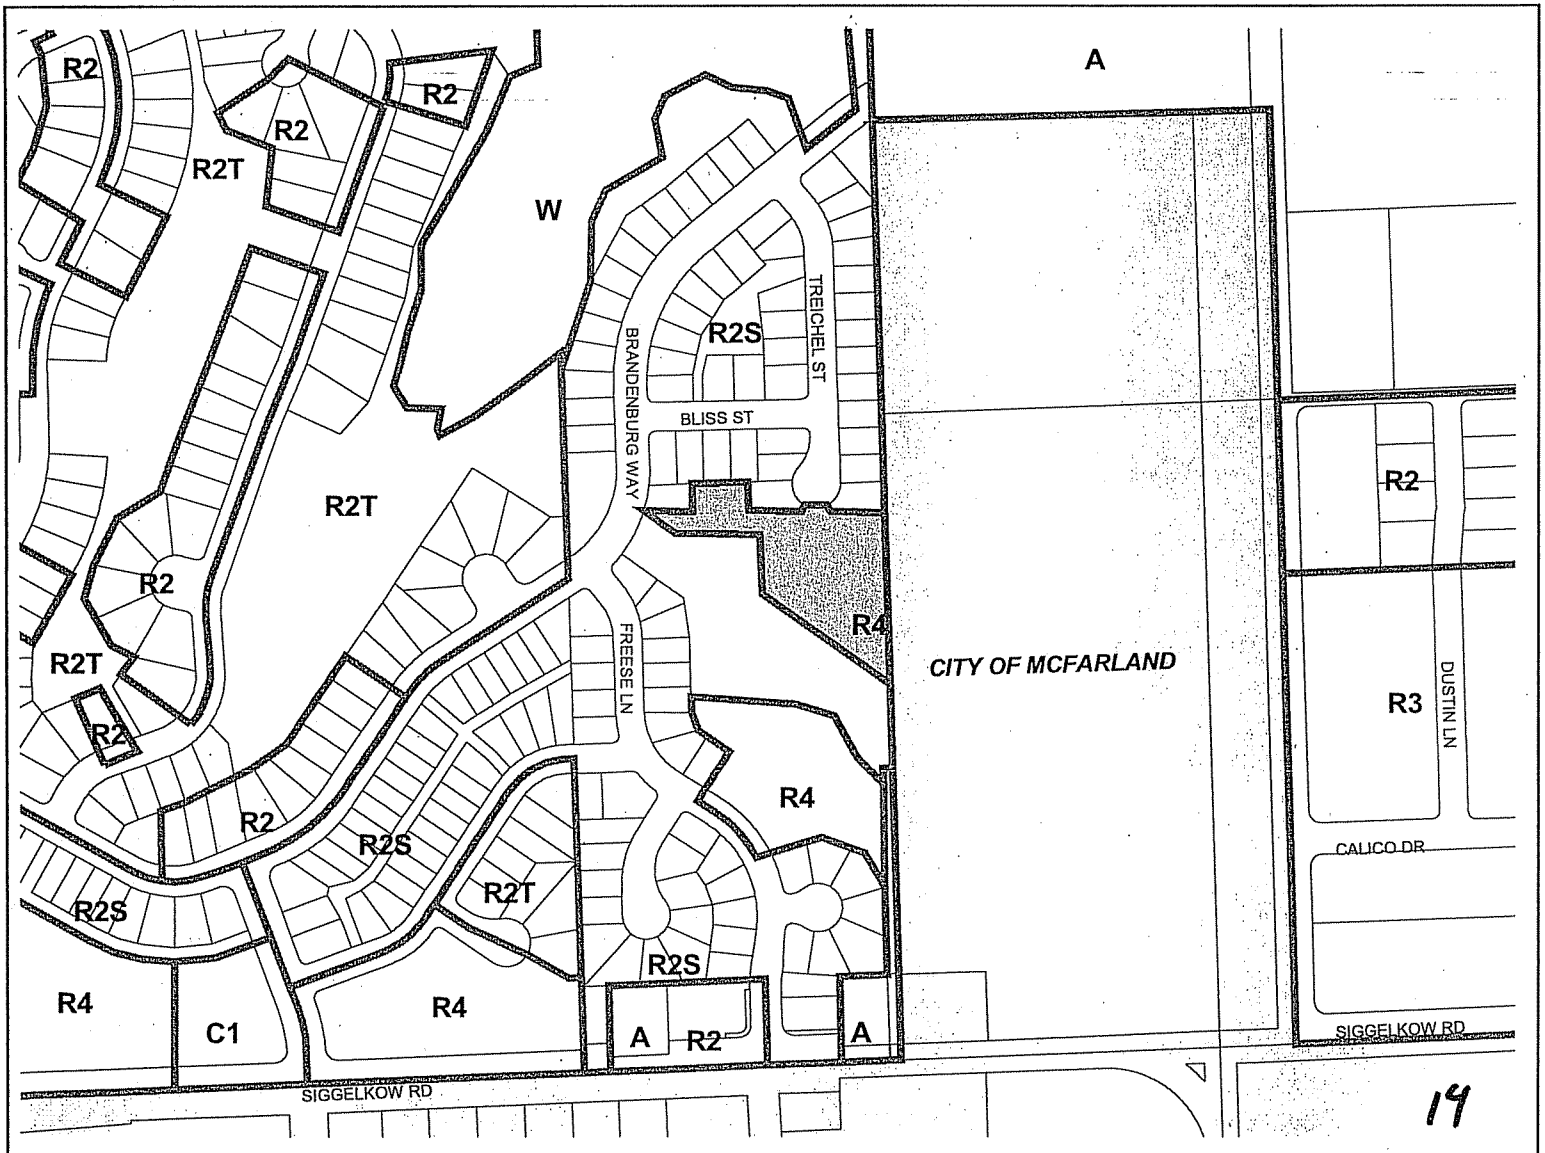 A
R2
R2
R2
R2T
W
TREICHEL ST
R2S
BRANDENBURG WAY
BLISS ST
R2
R2T
R2
R4
FREESE LN
CITY OF MCFARLAND
R2T
DUSTIN LN
R3
R2
R4
R2
R2S
CALICO DR
R2T
R2S
R2S
R4
R4
C1
A
R2
A
SIGGELKOW RD
SIGGELKOW RD
14